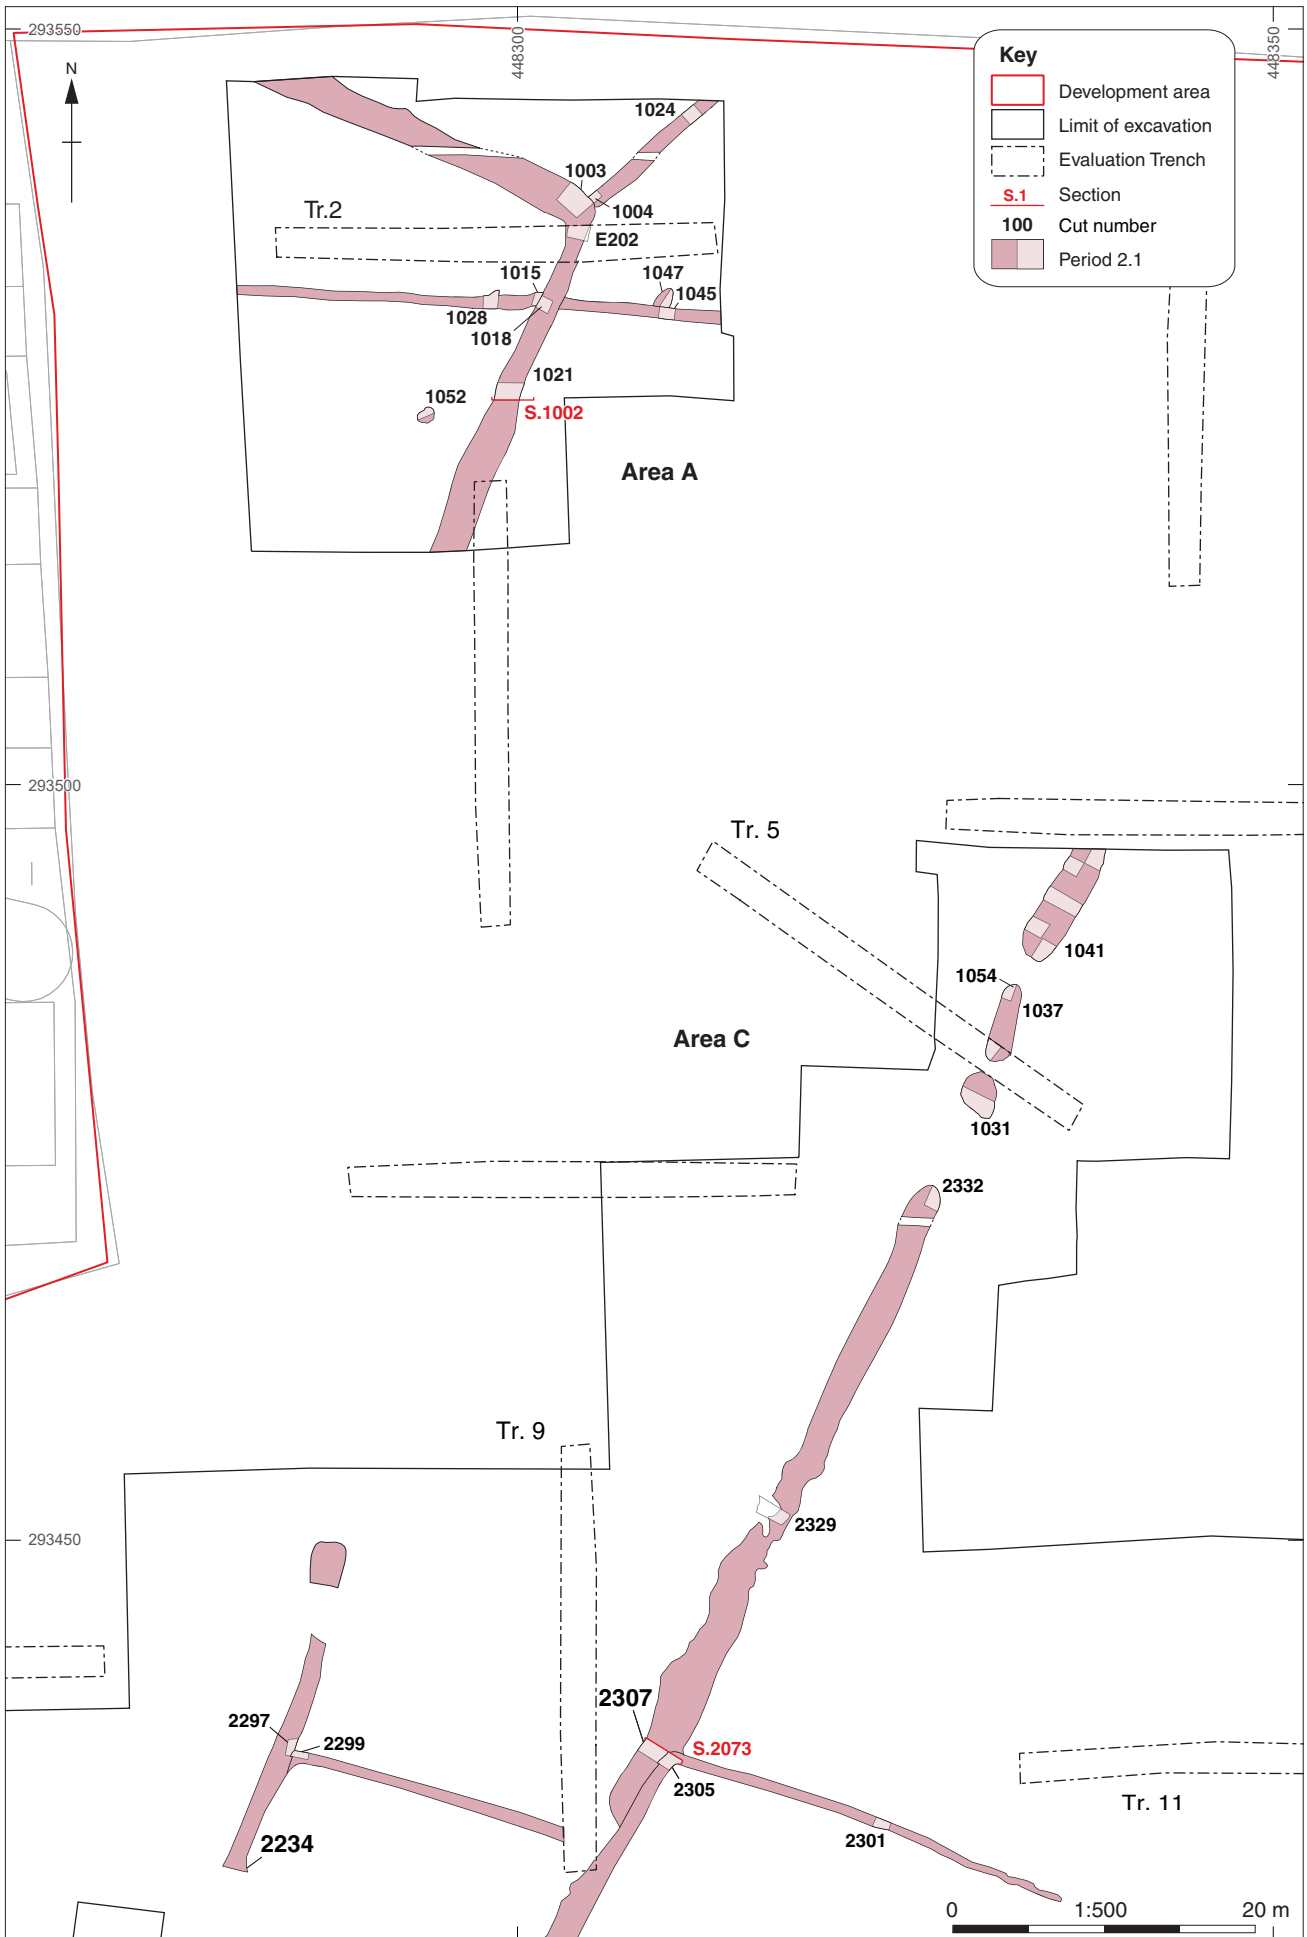 293550
448300
448350
N
Key
Development area
Limit of excavation
Evaluation Trench
S.1 Section
100 Cut number
Period 2.1
1024
1003
1004
Tr.2
E202
1015
1047
1045
1028
1018
1021
1052
S.1002
Area A
293500
Tr. 5
1041
1054
1037
Area C
1031
2332
Tr. 9
2329
293450
2307
2297
2299
S.2073
2305
Tr. 11
2301
2234
0 1:500 20 m